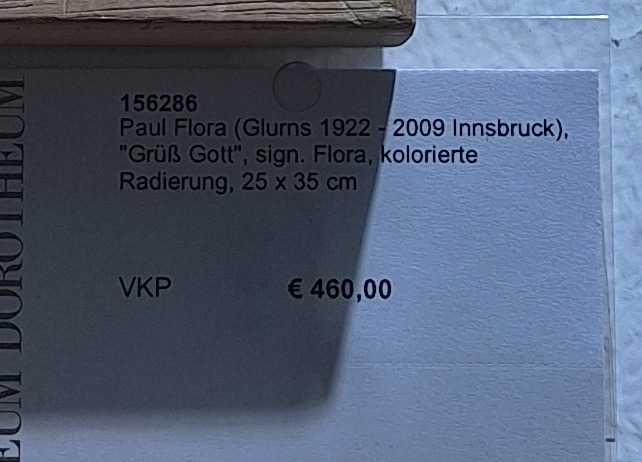 156286
Paul Flora (Glurns 1922 - 2009 Innsbruck),
"Grüß Gott", sign. Flora, kolorierte
Radierung, 25 x 35 cm
VKP € 460,00
EUM DOROTHEUM